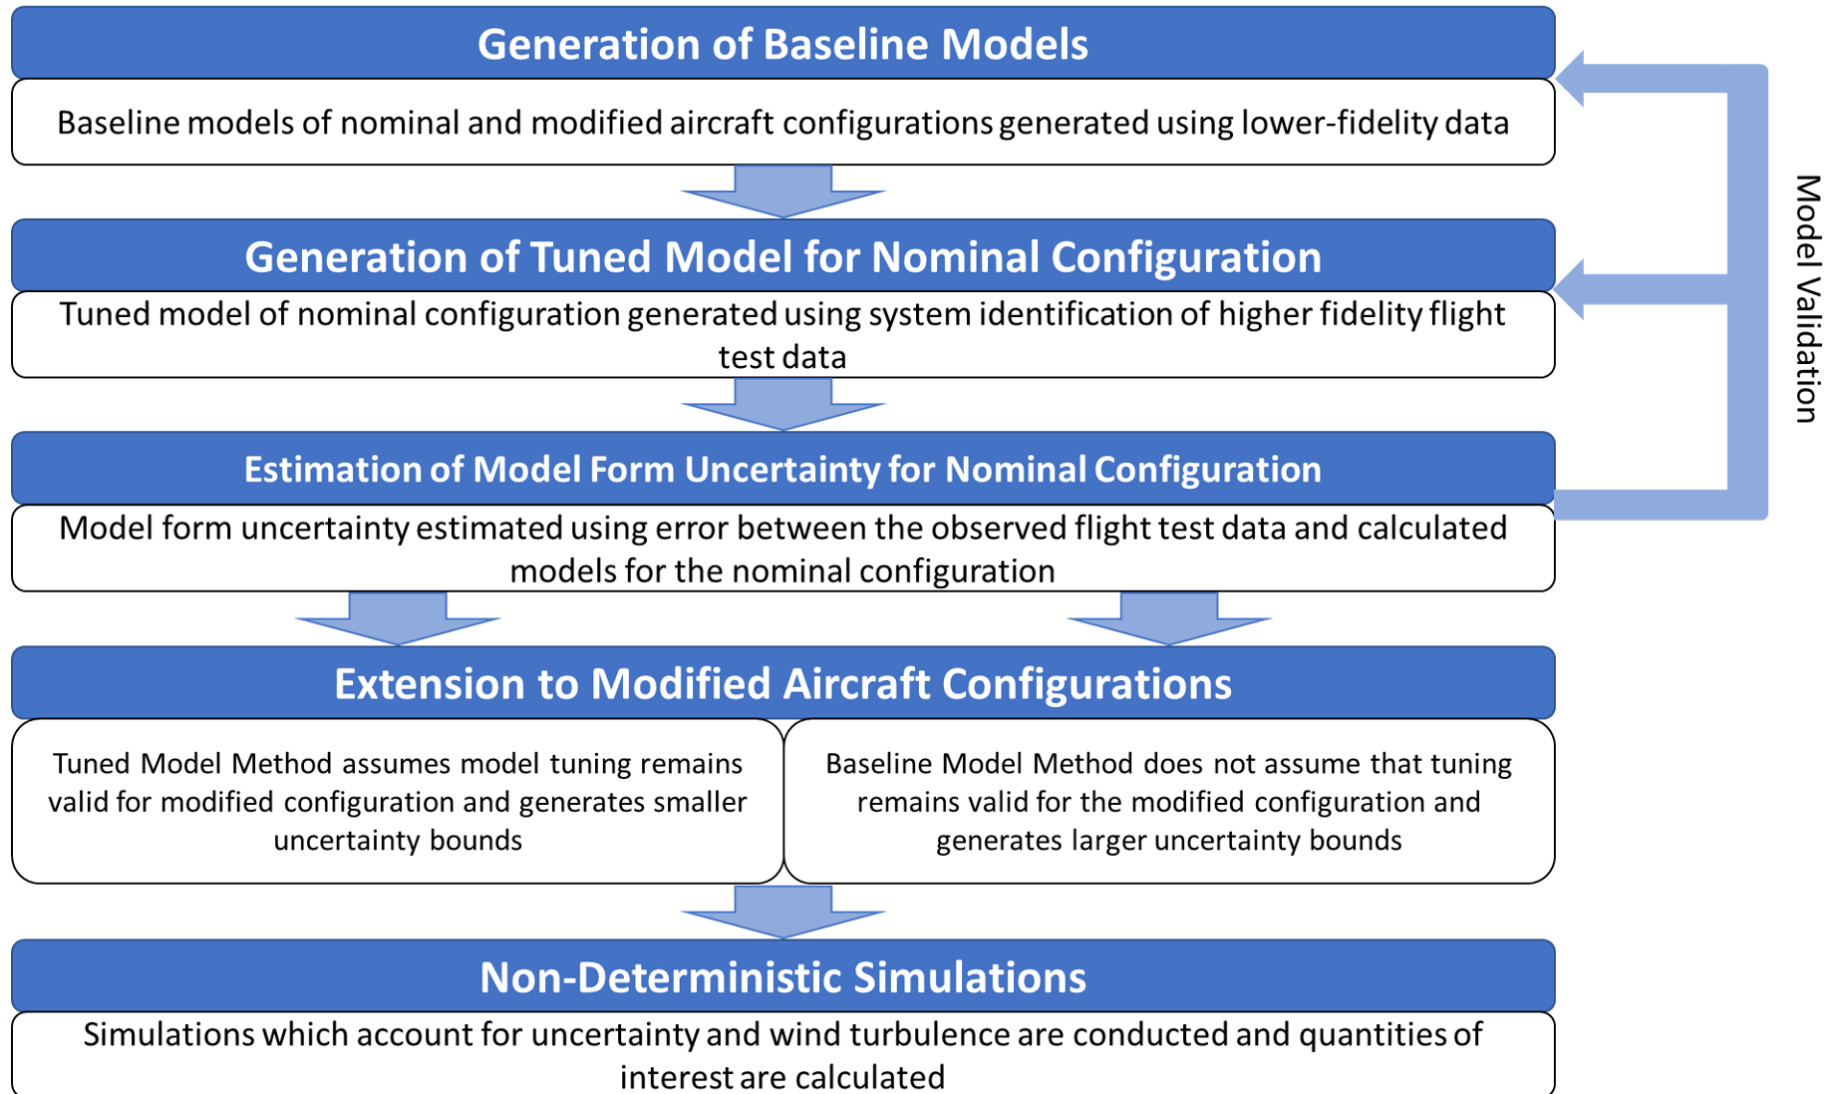 Generation of Baseline Models
Baseline models of nominal and modified aircraft configurations generated using lower-fidelity data
Generation of Tuned Model for Nominal Configuration
Tuned model of nominal configuration generated using system identification of higher fidelity flight
test data
Estimation of Model Form Uncertainty for Nominal Configuration
Model form uncertainty estimated using error between the observed flight test data and calculated
models for the nominal configuration
Extension to Modified Aircraft Configurations
Tuned Model Method assumes model tuning remains
valid for modified configuration and generates smaller
uncertainty bounds
Baseline Model Method does not assume that tuning
remains valid for the modified configuration and
generates larger uncertainty bounds
Non-Deterministic Simulations
Simulations which account for uncertainty and wind turbulence are conducted and quantities of
interest are calculated
Model Validation